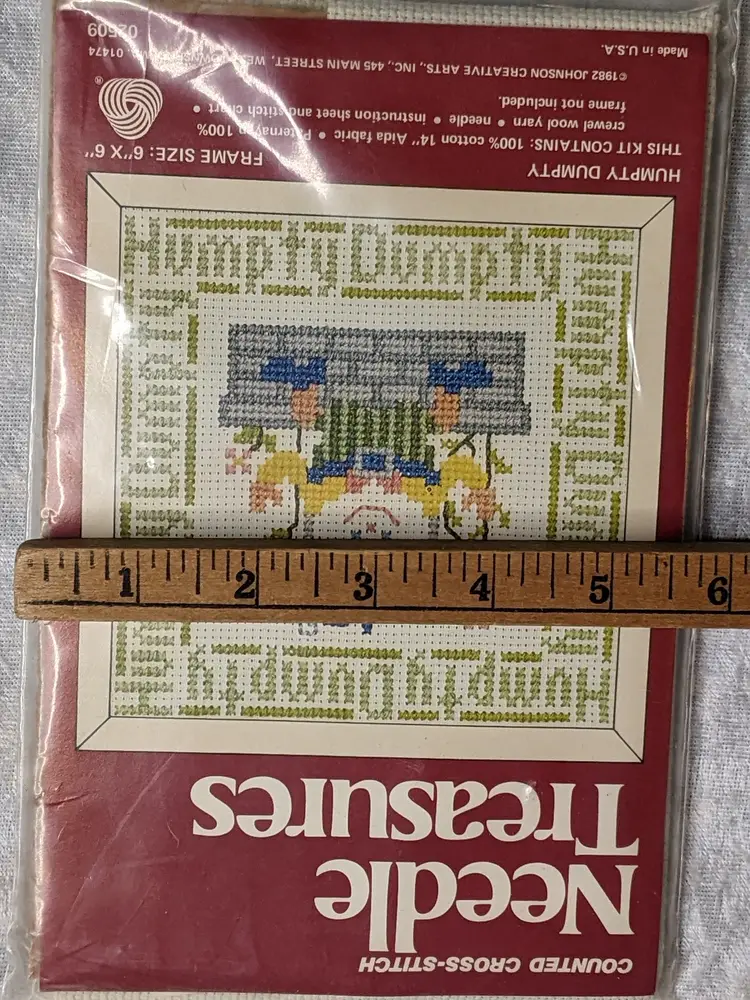 COUNTED CROSS-STITCH
Needle
Treasures
Humpty Dumpty
Humpty Dumpty
Humpty Dumpty
Humpty Dumpty
1 2 3 4 5 6
HUMPTY DUMPTY
FRAME SIZE: 6" X 6"
THIS KIT CONTAINS: 100% cotton 14" Aida fabric • Paternayan 100%
crewel wool yarn • needle • instruction sheet and stitch chart •
frame not included.
®
©1982 JOHNSON CREATIVE ARTS, INC., 445 MAIN STREET, WEST TOWNSEND, MA. 01474
Made in U.S.A.
02509